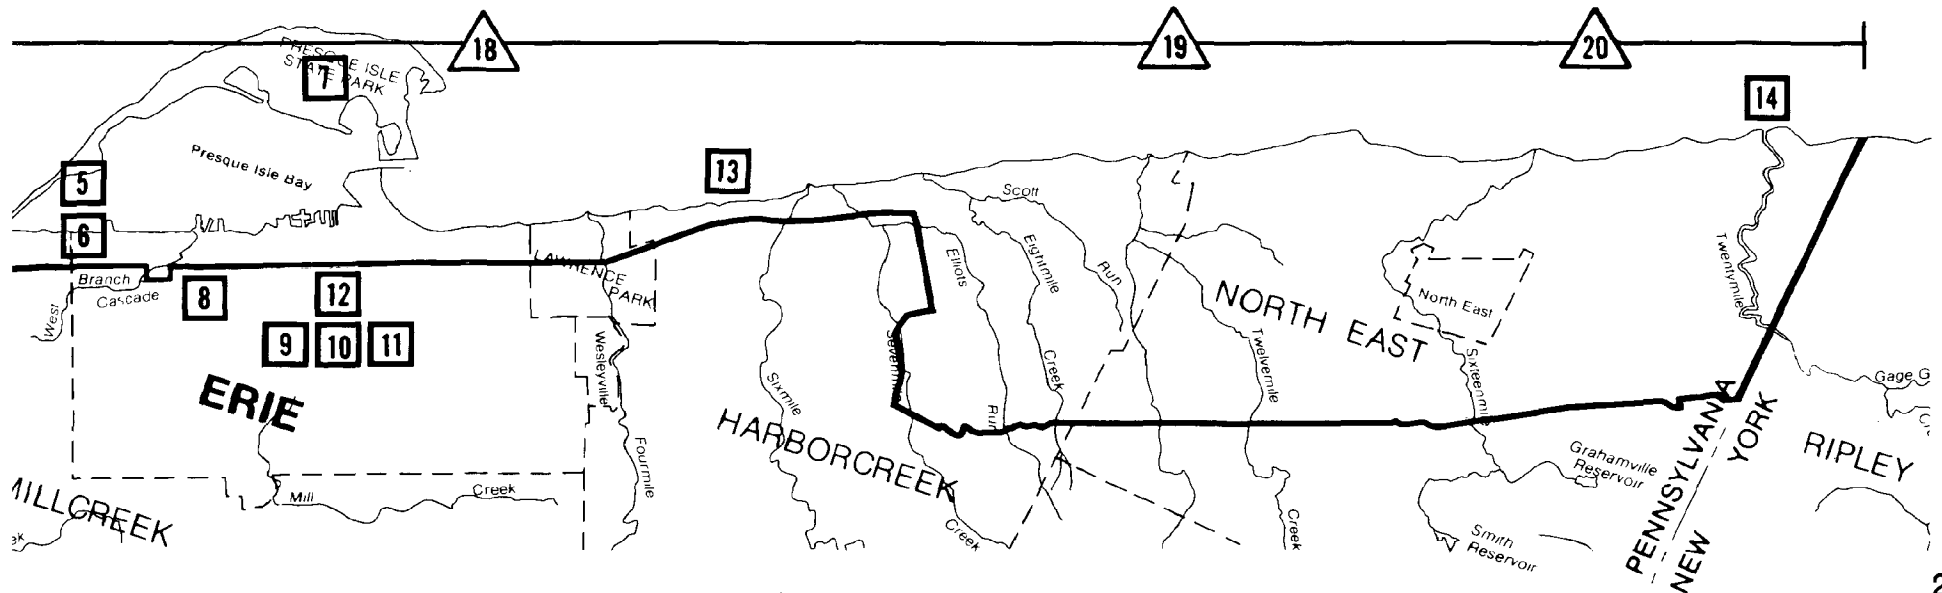 18
19
20
PRESQUE ISLE
STATE PARK
7
14
5
Presque Isle Bay
13
6
Scott
Run
Branch
Cascade
West
8
12
9
10
11
LAWRENCE
PARK
Elliots
Run
Eightmile
Creek
Twentymile
NORTH EAST
North East
ERIE
Wesleyville
Sixmile
Sevenmile
Creek
Twelvemile
Creek
Sixteenmile
Gage G
HARBORCREEK
Fourmile
Mill
Creek
MILLCREEK
ek
Grahamville
Reservoir
Smith
Reservoir
PENNSYLVANIA
NEW YORK
RIPLEY